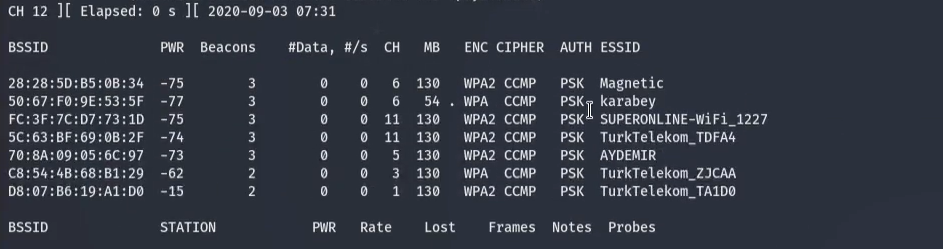 CH 12 ][ Elapsed: 0 s ][ 2020-09-03 07:31
BSSID PWR Beacons #Data, #/s CH MB ENC CIPHER AUTH ESSID
28:28:5D:B5:0B:34 -75 3 0 0 6 130 WPA2 CCMP PSK Magnetic
50:67:F0:9E:53:5F -77 3 0 0 6 54 . WPA CCMP PSK karabey
FC:3F:7C:D7:73:1D -75 3 0 0 11 130 WPA2 CCMP PSK SUPERONLINE-WiFi_1227
5C:63:BF:69:0B:2F -74 3 0 0 11 130 WPA2 CCMP PSK TurkTelekom_TDFA4
70:8A:09:05:6C:97 -73 3 0 0 5 130 WPA2 CCMP PSK AYDEMIR
C8:54:4B:68:B1:29 -62 2 0 0 3 130 WPA CCMP PSK TurkTelekom_ZJCAA
D8:07:B6:19:A1:D0 -15 2 0 0 1 130 WPA2 CCMP PSK TurkTelekom_TA1D0
BSSID STATION PWR Rate Lost Frames Notes Probes